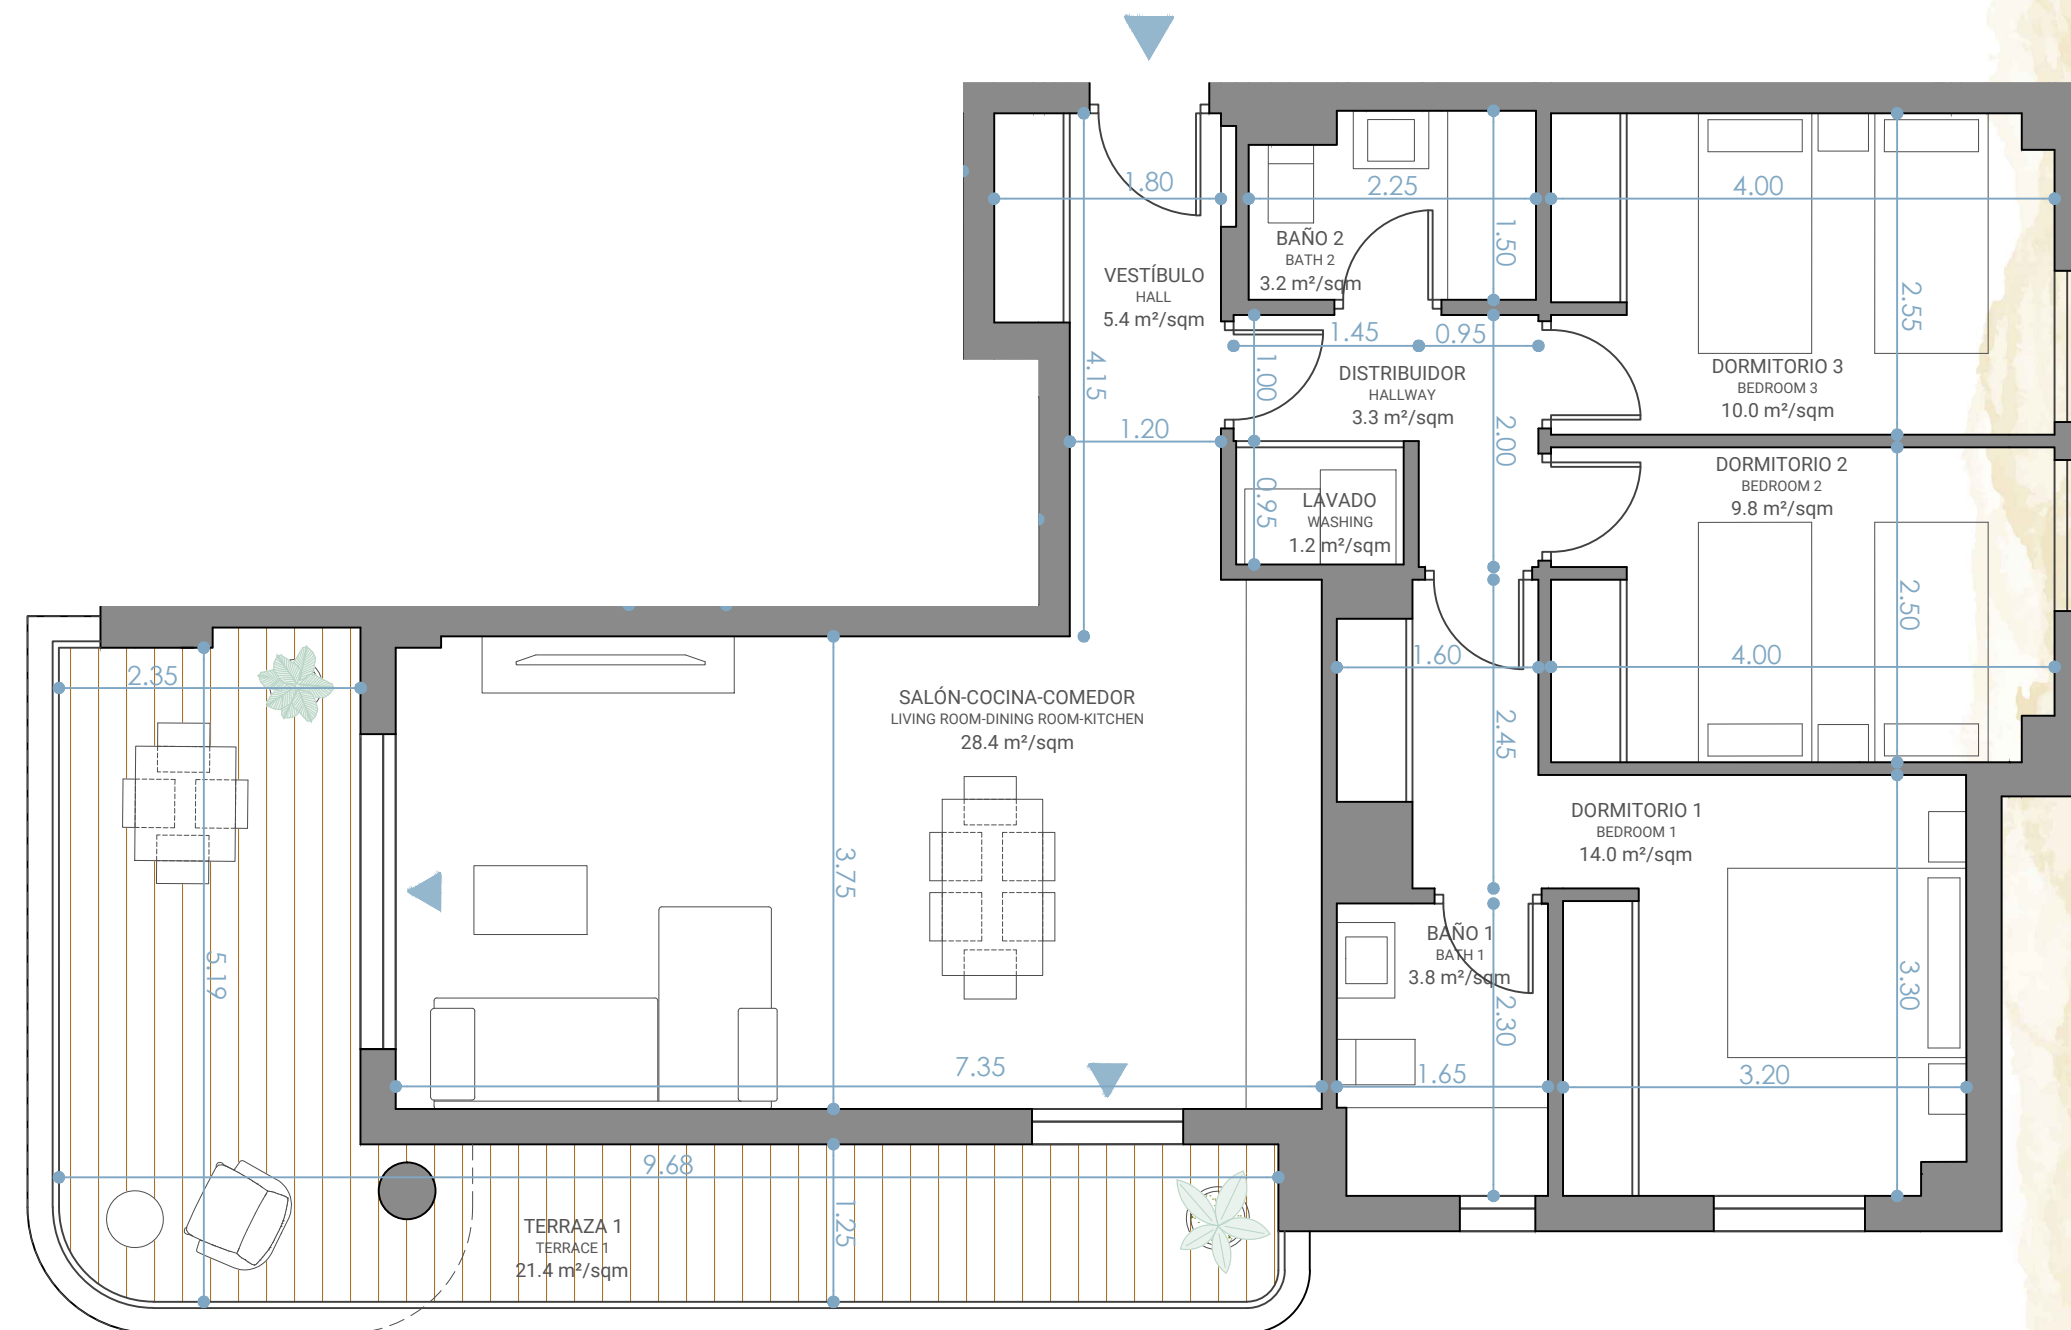 1.80
2.25
4.00
1.50
BAÑO 2
BATH 2
3.2 m²/sqm
VESTÍBULO
HALL
5.4 m²/sqm
2.55
1.45
0.95
4.15
1.00
DISTRIBUIDOR
HALLWAY
3.3 m²/sqm
DORMITORIO 3
BEDROOM 3
10.0 m²/sqm
1.20
2.00
DORMITORIO 2
BEDROOM 2
9.8 m²/sqm
0.95
LAVADO
WASHING
1.2 m²/sqm
2.50
2.35
1.60
4.00
SALÓN-COCINA-COMEDOR
LIVING ROOM-DINING ROOM-KITCHEN
28.4 m²/sqm
2.45
DORMITORIO 1
BEDROOM 1
14.0 m²/sqm
3.75
BAÑO 1
BATH 1
3.8 m²/sqm
5.19
3.30
2.30
7.35
1.65
3.20
9.68
1.25
TERRAZA 1
TERRACE 1
21.4 m²/sqm